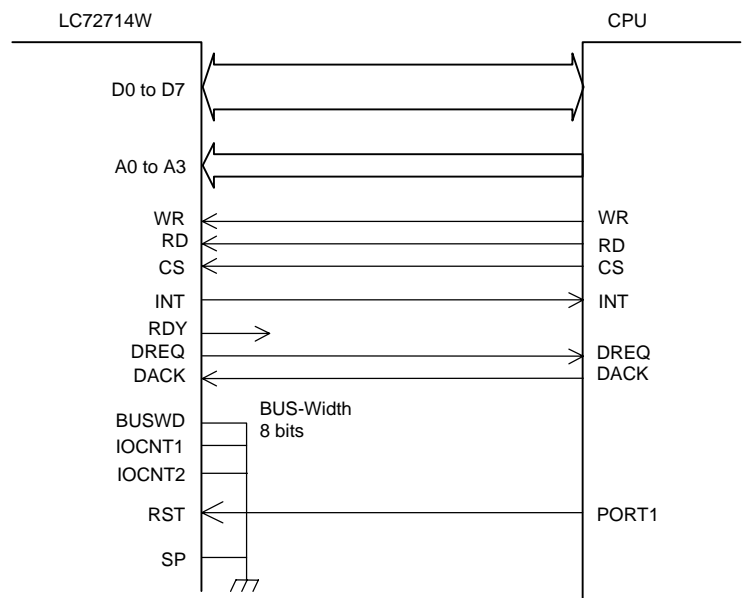 LC72714W CPU
D0 to D7
A0 to A3
WR WR
RD RD
CS CS
INT INT
RDY
DREQ DREQ
DACK DACK
BUSWD BUS-Width
8 bits
IOCNT1
IOCNT2
RST PORT1
SP